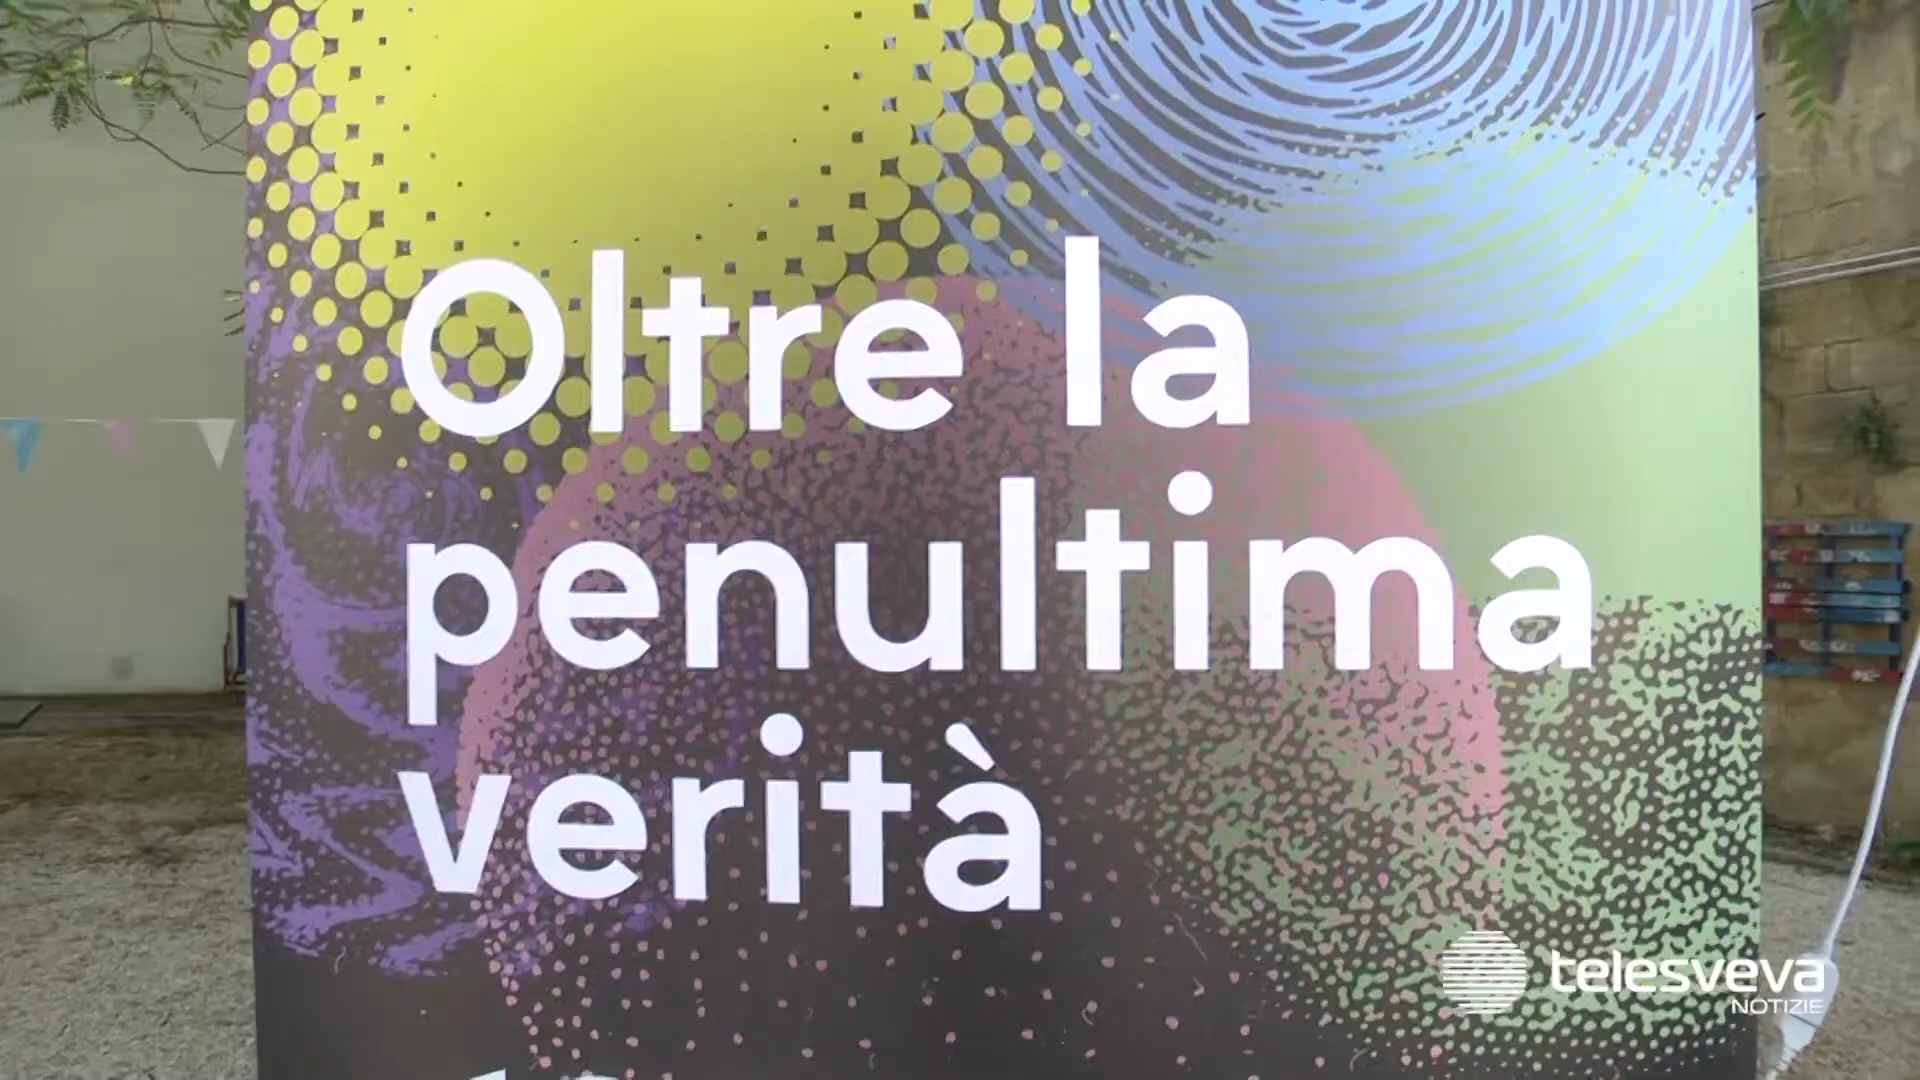 Oltre la
penultima
verità
telesveva
NOTIZIE